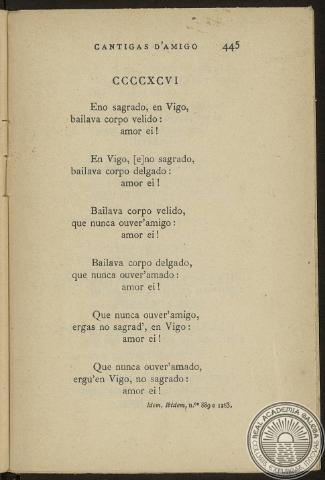 CANTIGAS D'AMIGO 445
CCCCXCVI
Eno sagrado, en Vigo,
bailava corpo velido:
amor ei!
En Vigo, [e]no sagrado,
bailava corpo delgado:
amor ei!
Bailava corpo velido,
que nunca ouver'amigo:
amor ei!
Bailava corpo delgado,
que nunca ouver'amado:
amor ei!
Que nunca ouver'amigo,
ergas no sagrad', en Vigo:
amor ei!
Que nunca ouver'amado,
ergu'en Vigo, no sagrado:
amor ei!
Idem. Ibidem, n.os 889 e 1283.
REAL ACADEMIA GALEGA